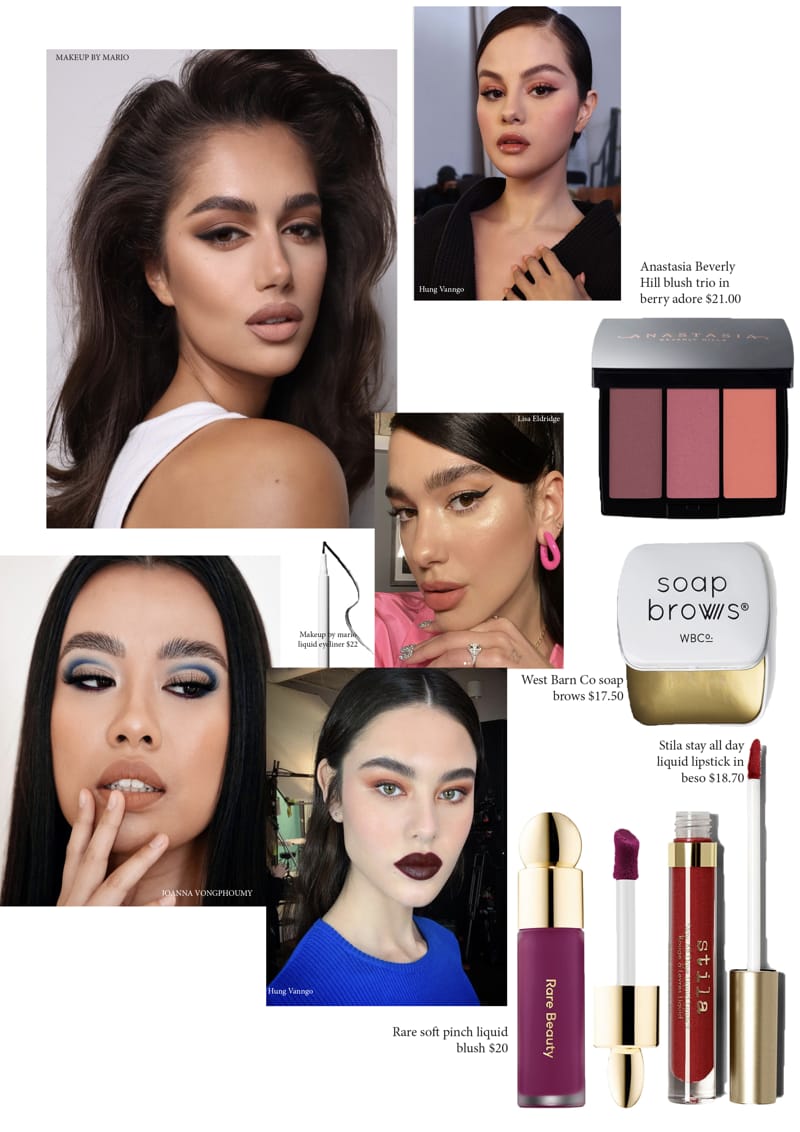 MAKEUP BY MARIO
Hung Vanngo
Anastasia Beverly
Hill blush trio in
berry adore $21.00
ANASTASIA
BEVERLY HILLS
Lisa Eldridge
soap
brows®
WBCo.
Makeup by mario
liquid eyeliner $22
West Barn Co soap
brows $17.50
Stila stay all day
liquid lipstick in
beso $18.70
JOANNA VONGPHOUMY
Hung Vanngo
Rare Beauty
stila
Rare soft pinch liquid
blush $20